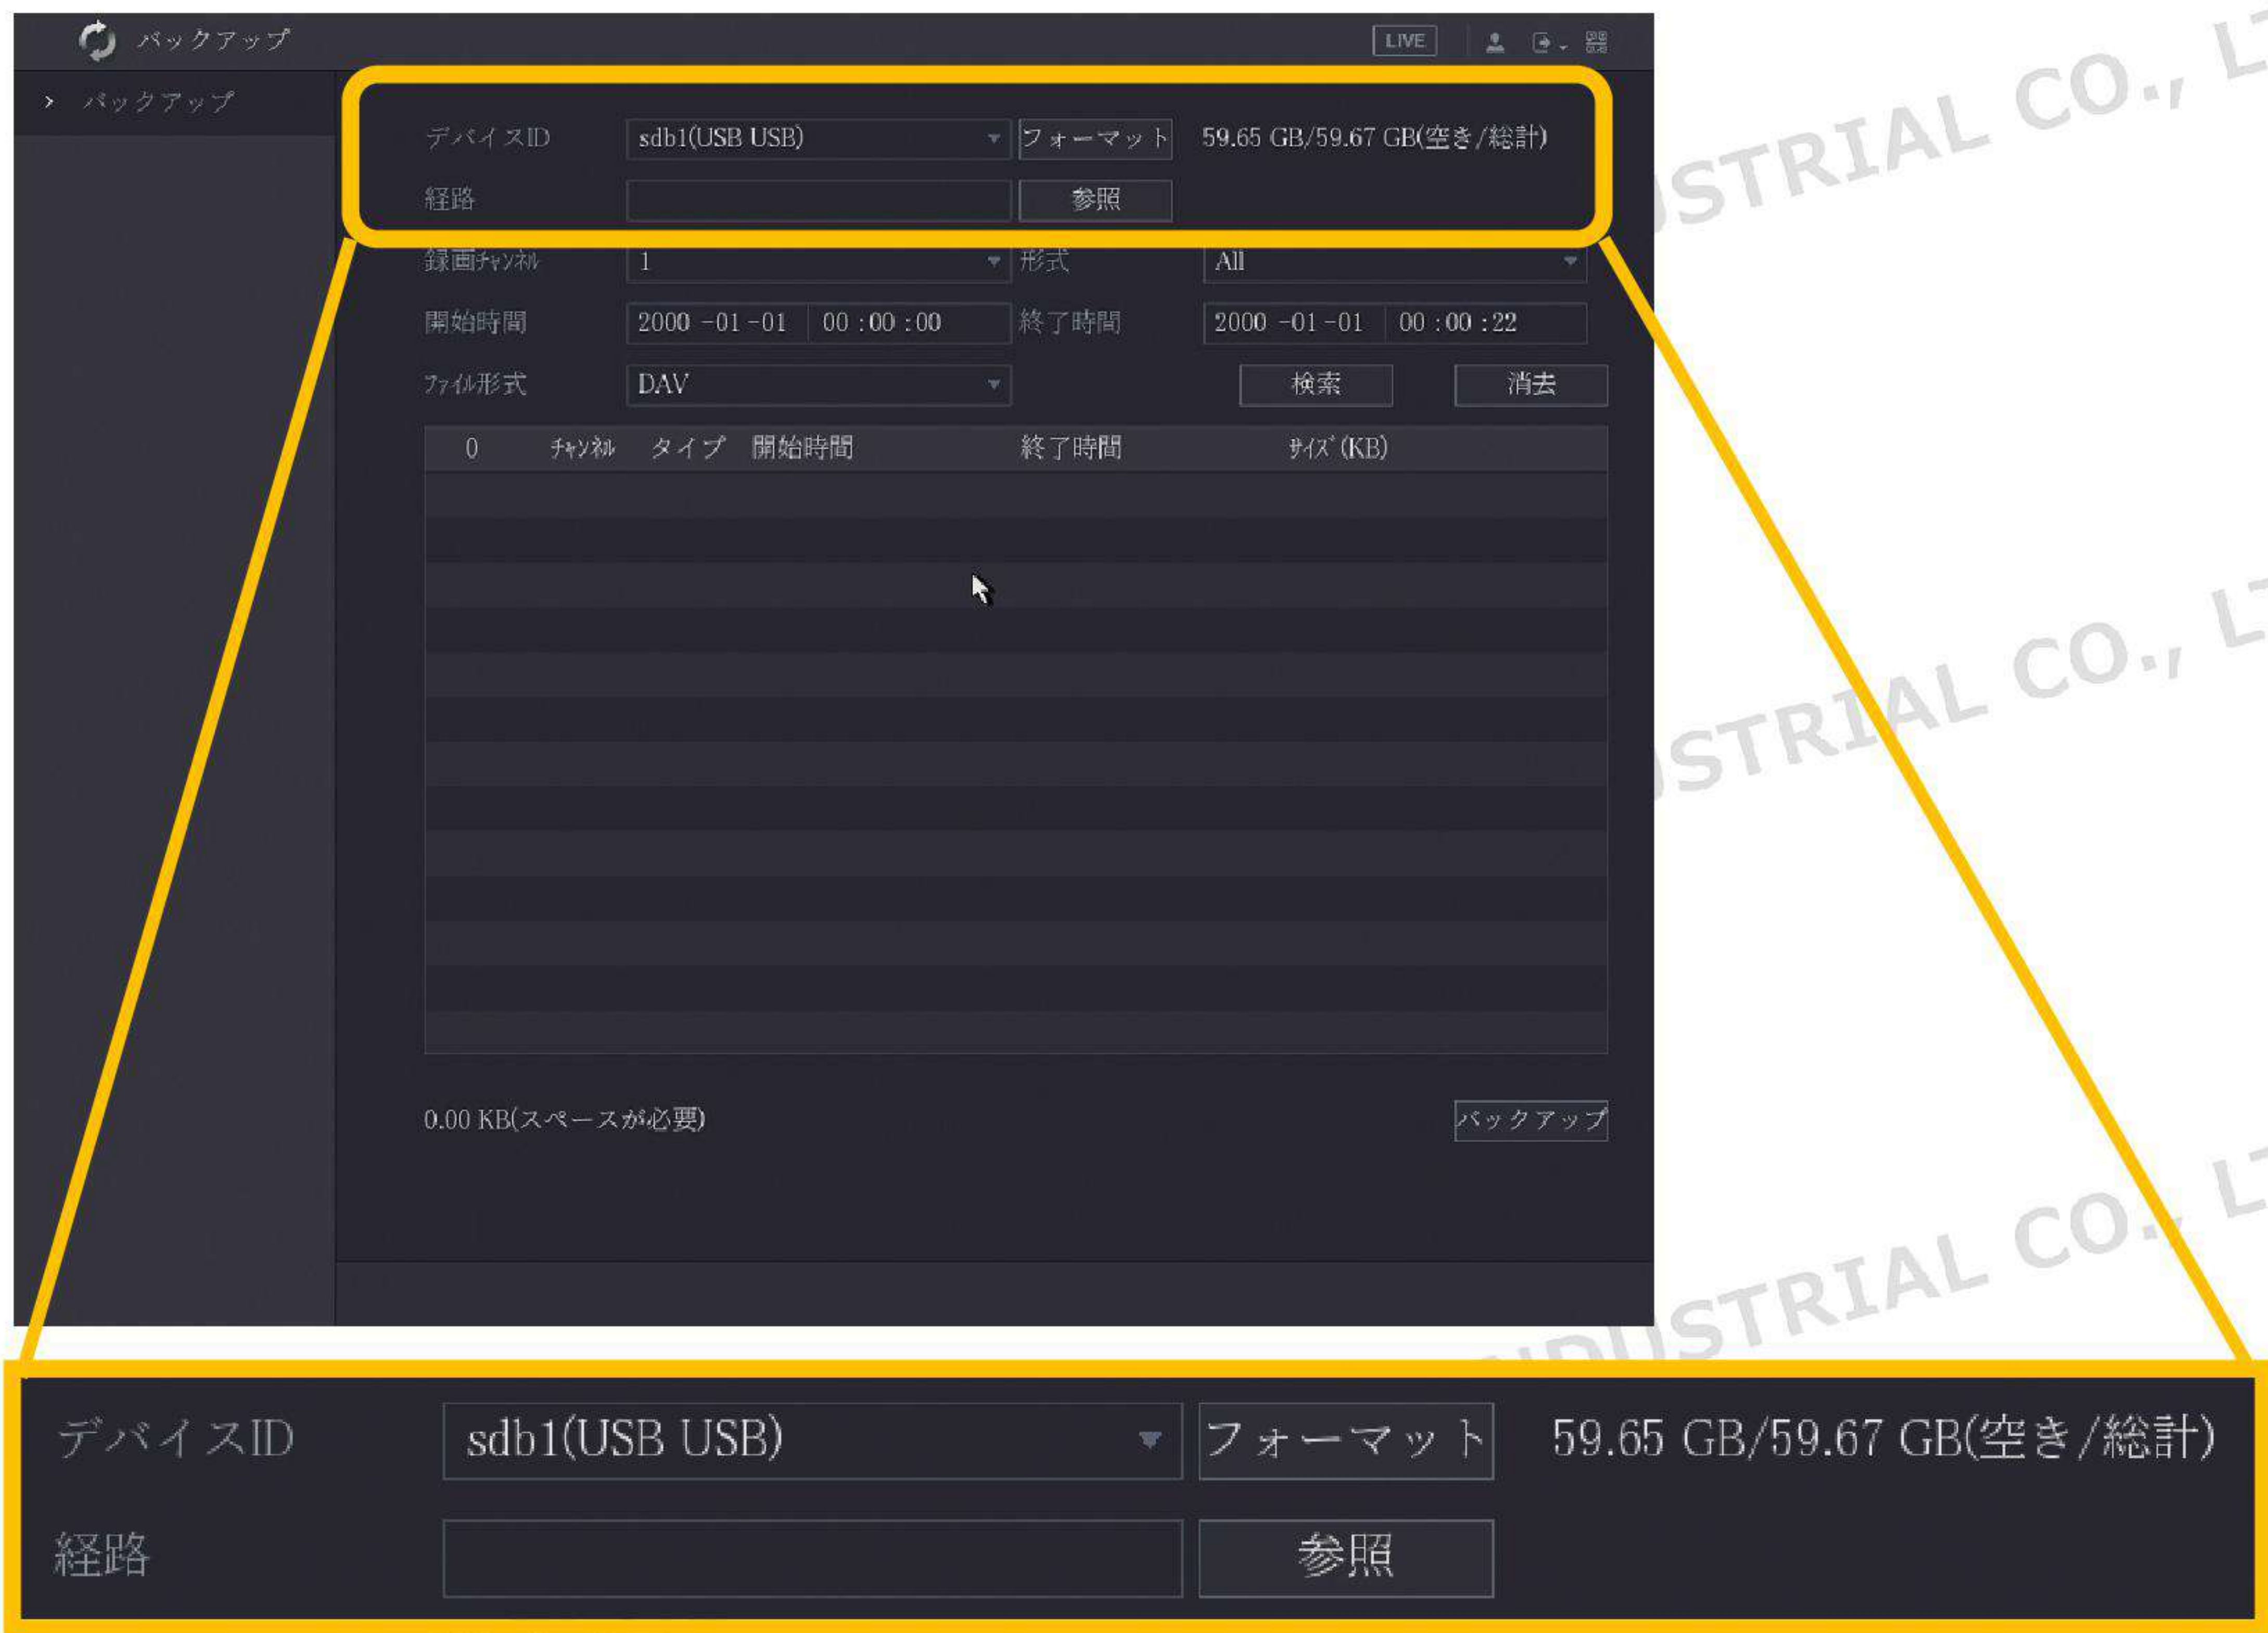 バックアップ LIVE
バックアップ
デバイスID sdb1(USB USB) フォーマット 59.65 GB/59.67 GB(空き/総計)
経路 参照
録画ﾁｬﾝﾈﾙ 1 形式 All
開始時間 2000 -01 -01 00 :00 :00 終了時間 2000 -01 -01 00 :00 :22
ﾌｧｲﾙ形式 DAV 検索 消去
0 ﾁｬﾝﾈﾙ タイプ 開始時間 終了時間 ｻｲｽﾞ(KB)
0.00 KB(スペースが必要) バックアップ
デバイスID sdb1(USB USB) フォーマット 59.65 GB/59.67 GB(空き/総計)
経路 参照
CO.,
CO.,
CO.,